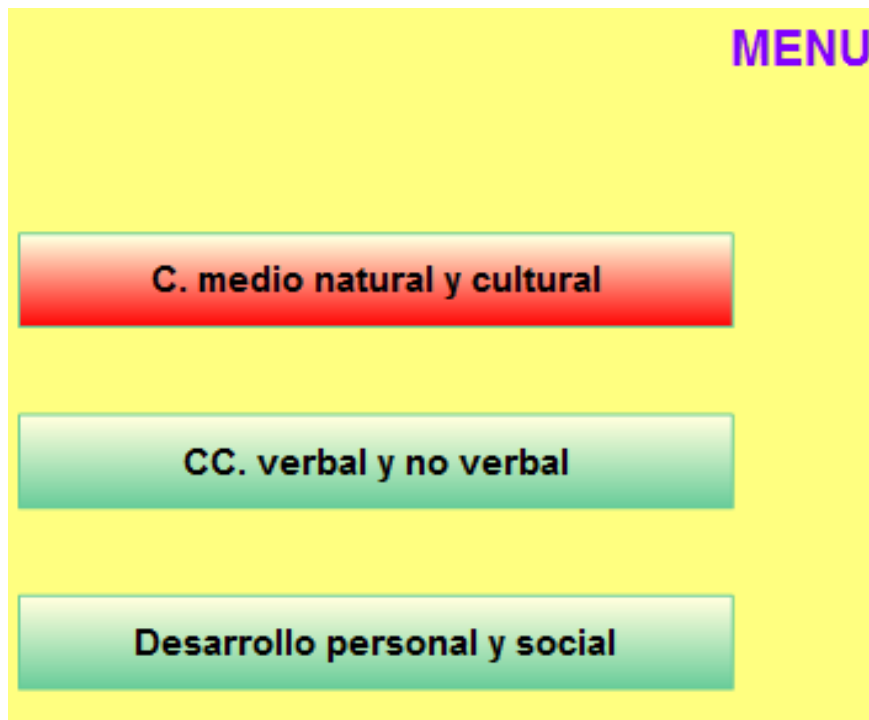 MENU
C. medio natural y cultural
CC. verbal y no verbal
Desarrollo personal y social